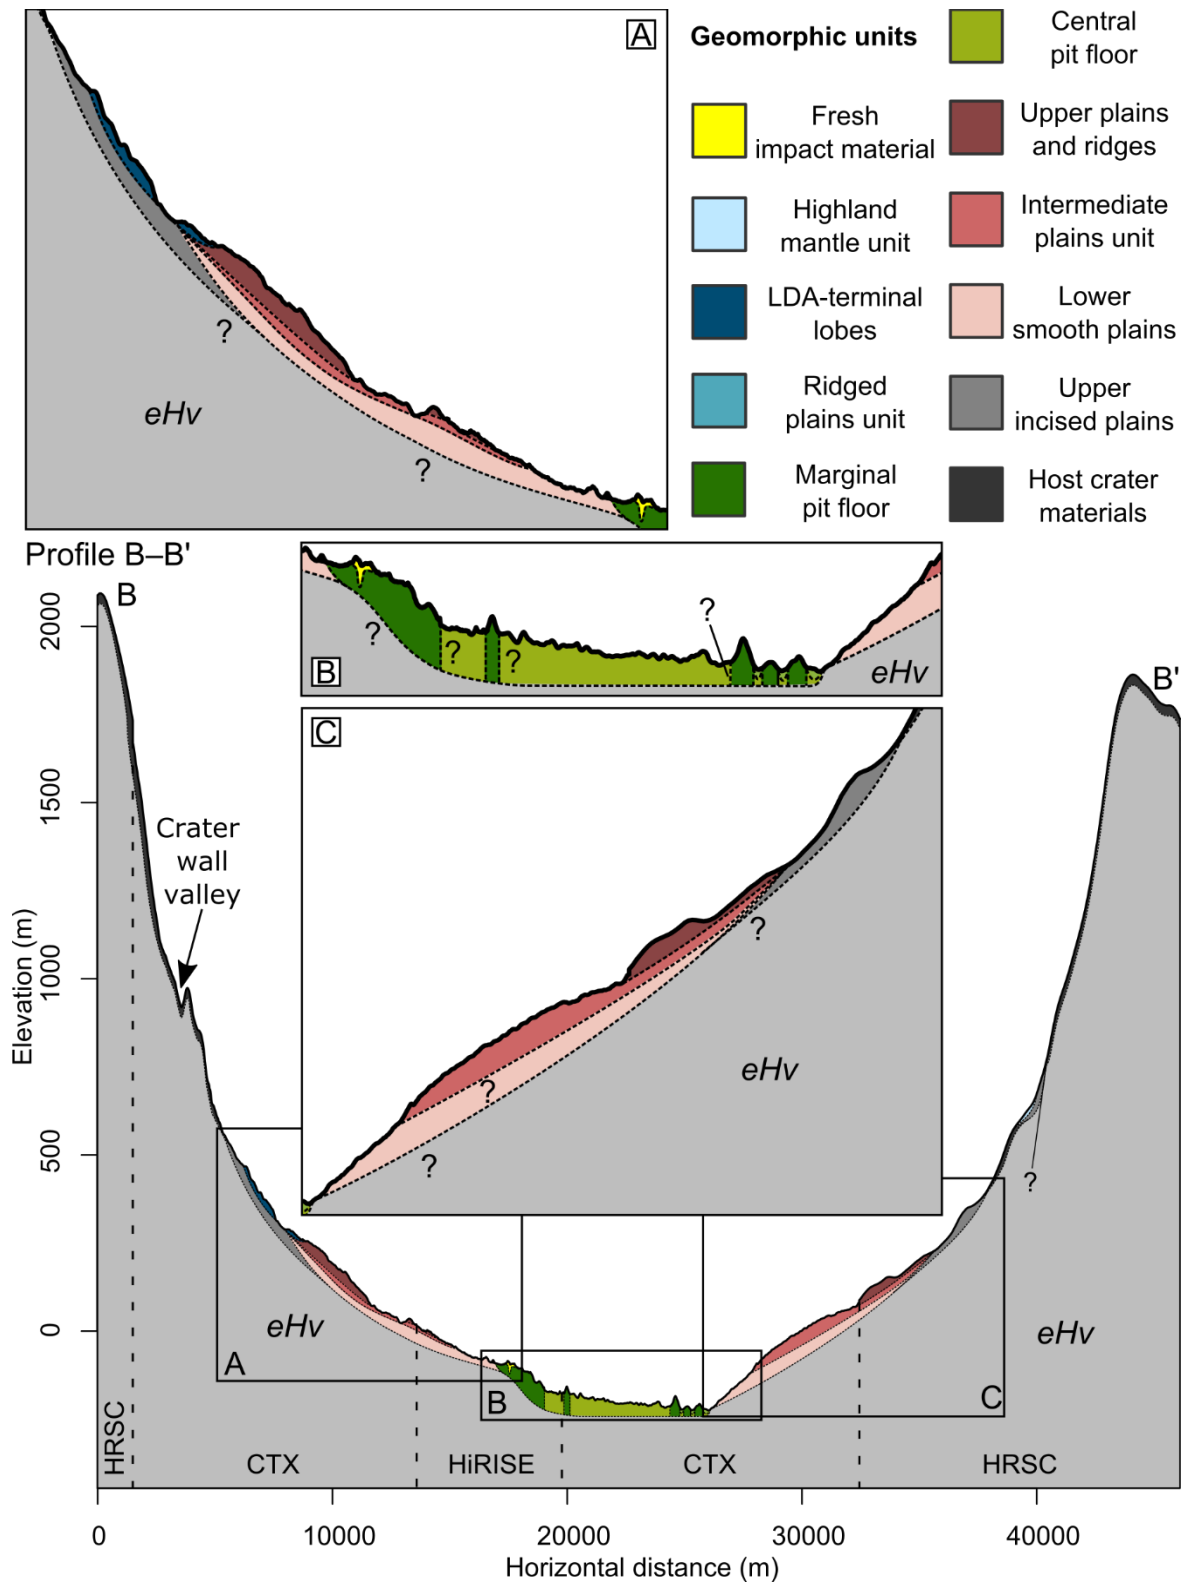 A
Geomorphic units
Central
pit floor
Fresh
impact material
Upper plains
and ridges
Highland
mantle unit
Intermediate
plains unit
LDA-terminal
lobes
Lower
smooth plains
Ridged
plains unit
Upper
incised plains
Marginal
pit floor
Host crater
materials
?
eHv
?
Profile B–B'
B
?
?
?
?
B
eHv
B'
C
?
?
?
eHv
Crater
wall
valley
Elevation (m)
2000
1500
1000
500
0
?
eHv
eHv
A
B
C
HRSC
CTX
HiRISE
CTX
HRSC
0
10000
20000
30000
40000
Horizontal distance (m)